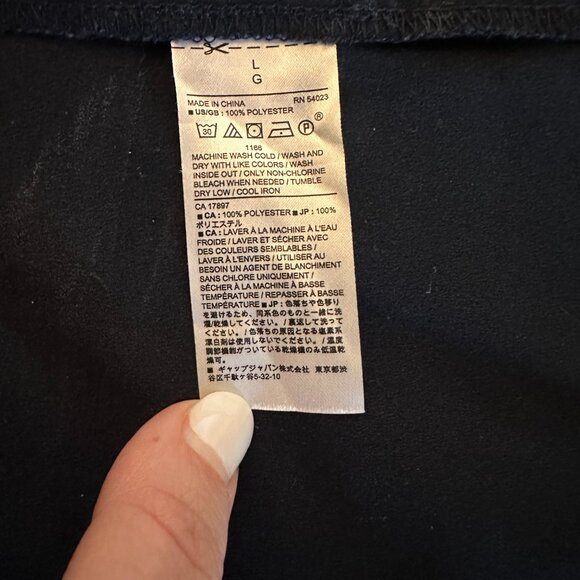 L
G
MADE IN CHINA RN 54023
■ US/GB : 100% POLYESTER
30 P ®
1166
MACHINE WASH COLD / WASH AND
DRY WITH LIKE COLORS / WASH
INSIDE OUT / ONLY NON-CHLORINE
BLEACH WHEN NEEDED / TUMBLE
DRY LOW / COOL IRON
CA 17897
■ CA : 100% POLYESTER ■ JP : 100%
ポリエステル
■ CA : LAVER À LA MACHINE À L'EAU
FROIDE / LAVER ET SÉCHER AVEC
DES COULEURS SEMBLABLES /
LAVER À L'ENVERS / UTILISER AU
BESOIN UN AGENT DE BLANCHIMENT
SANS CHLORE UNIQUEMENT /
SÉCHER À LA MACHINE À BASSE
TEMPÉRATURE / REPASSER À BASSE
TEMPÉRATURE ■ JP : 色落ちや色移り
を避けるため、同系色のものと一緒に洗
濯/乾燥してください。/ 裏返して洗って
ください。/ 色落ちの原因となる塩素系
漂白剤は使用しないでください。/ 温度
調節機能がついている乾燥機のみ低温乾燥
可。
■ ギャップジャパン株式会社 東京都渋
谷区千駄ヶ谷5-32-10